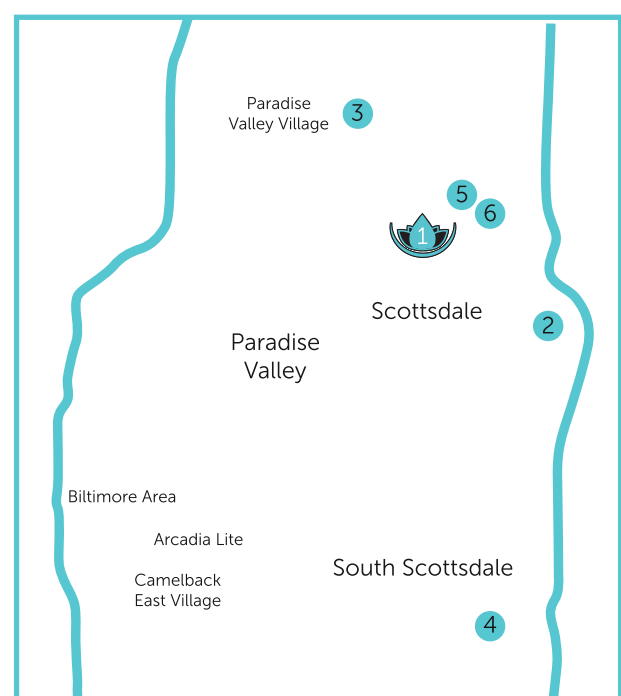 Paradise
Valley Village
3
5
6
1
Scottsdale
2
Paradise
Valley
Biltimore Area
Arcadia Lite
South Scottsdale
Camelback
East Village
4